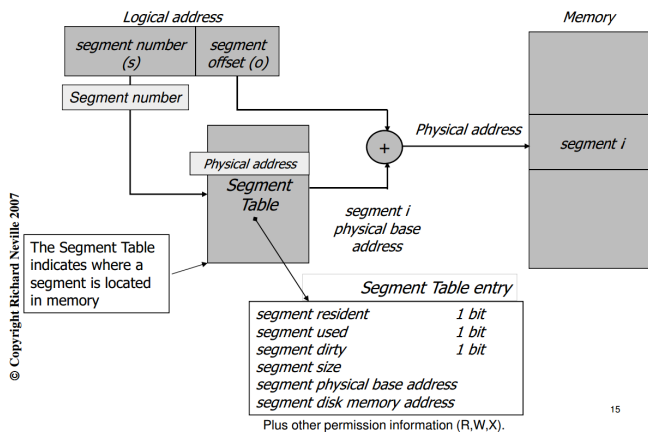 Logical address
Memory
segment number
(s)
segment
offset (o)
Segment number
Physical address
+
Physical address
segment i
Segment
Table
segment i
physical base
address
The Segment Table
indicates where a
segment is located
in memory
Segment Table entry
segment resident 1 bit
segment used 1 bit
segment dirty 1 bit
segment size
segment physical base address
segment disk memory address
Plus other permission information (R,W,X).
15
© Copyright Richard Neville 2007